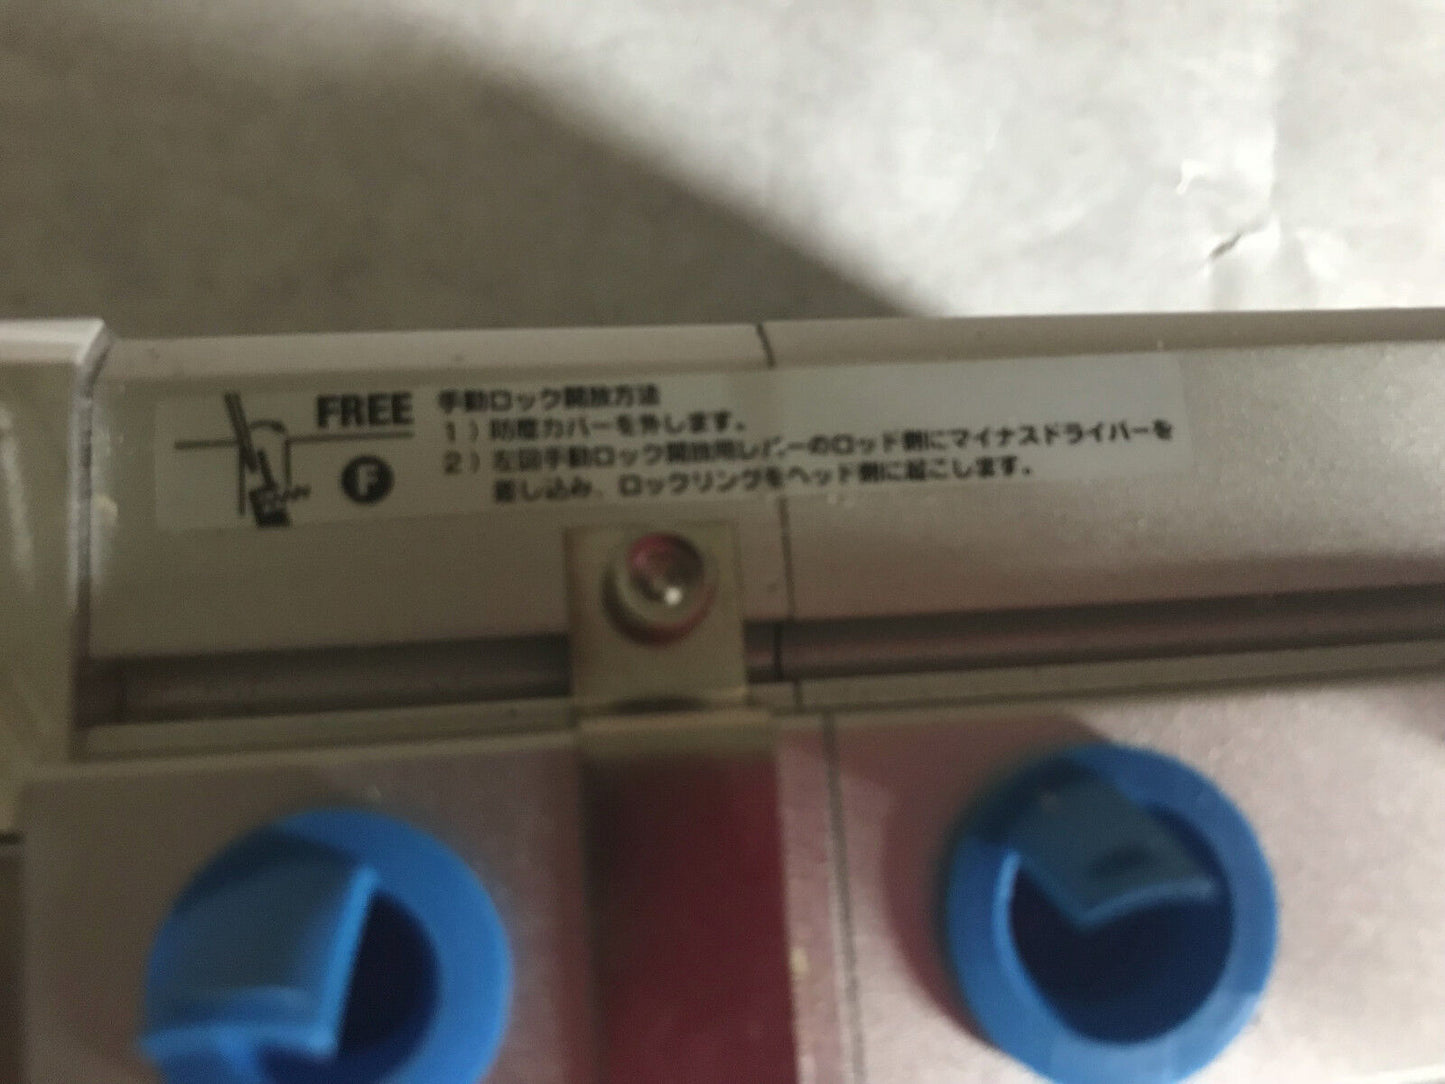 FREE
F
手動ロック開放方法
1）防塵カバーを外します。
2）左図手動ロック開放用レバーのロッド側にマイナスドライバーを
差し込み、ロックリングをヘッド側に起こします。